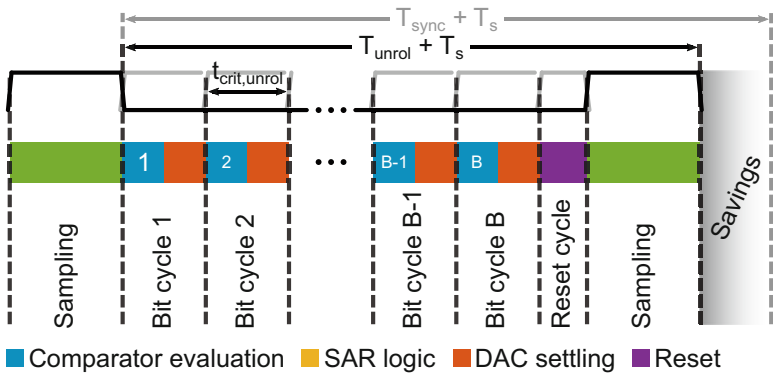 T_sync + T_s
T_unrol + T_s
t_crit,unrol
1
2
B-1
B
Sampling
Bit cycle 1
Bit cycle 2
Bit cycle B-1
Bit cycle B
Reset cycle
Sampling
Savings
Comparator evaluation
SAR logic
DAC settling
Reset